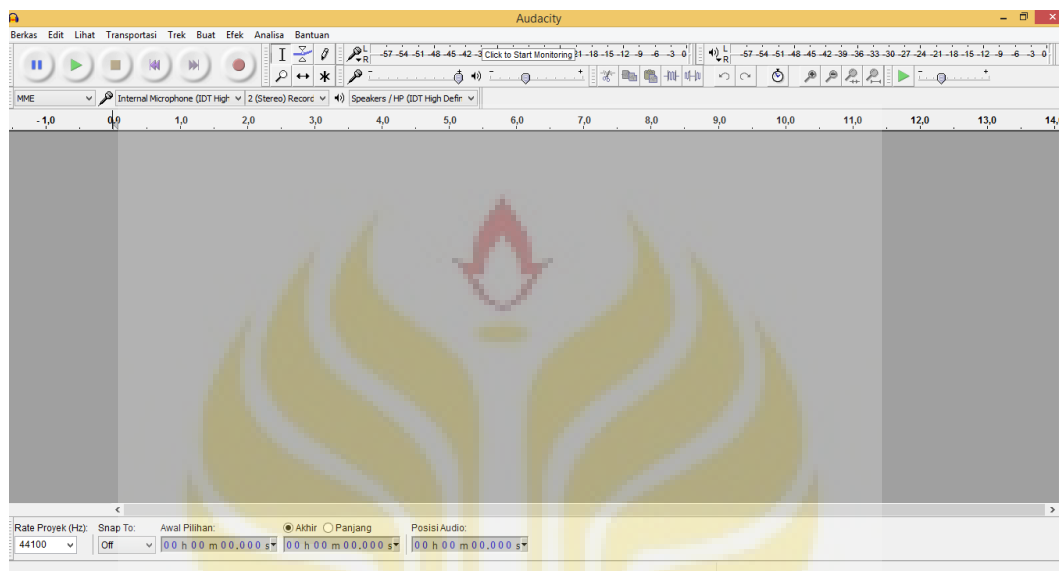 Audacity
Berkas Edit Lihat Transportasi Trek Buat Efek Analisa Bantuan
L R -57 -54 -51 -48 -45 -42 -3 Click to Start Monitoring 21 -18 -15 -12 -9 -6 -3 0 L R -57 -54 -51 -48 -45 -42 -39 -36 -33 -30 -27 -24 -21 -18 -15 -12 -9 -6 -3 0
- + - + - +
MME Internal Microphone (IDT High 2 (Stereo) Recorc Speakers / HP (IDT High Defir
-1,0 0,0 1,0 2,0 3,0 4,0 5,0 6,0 7,0 8,0 9,0 10,0 11,0 12,0 13,0 14,
Rate Proyek (Hz): Snap To: Awal Pilihan: Akhir Panjang Posisi Audio:
44100 Off 00 h 00 m 00,000 s 00 h 00 m 00,000 s 00 h 00 m 00,000 s